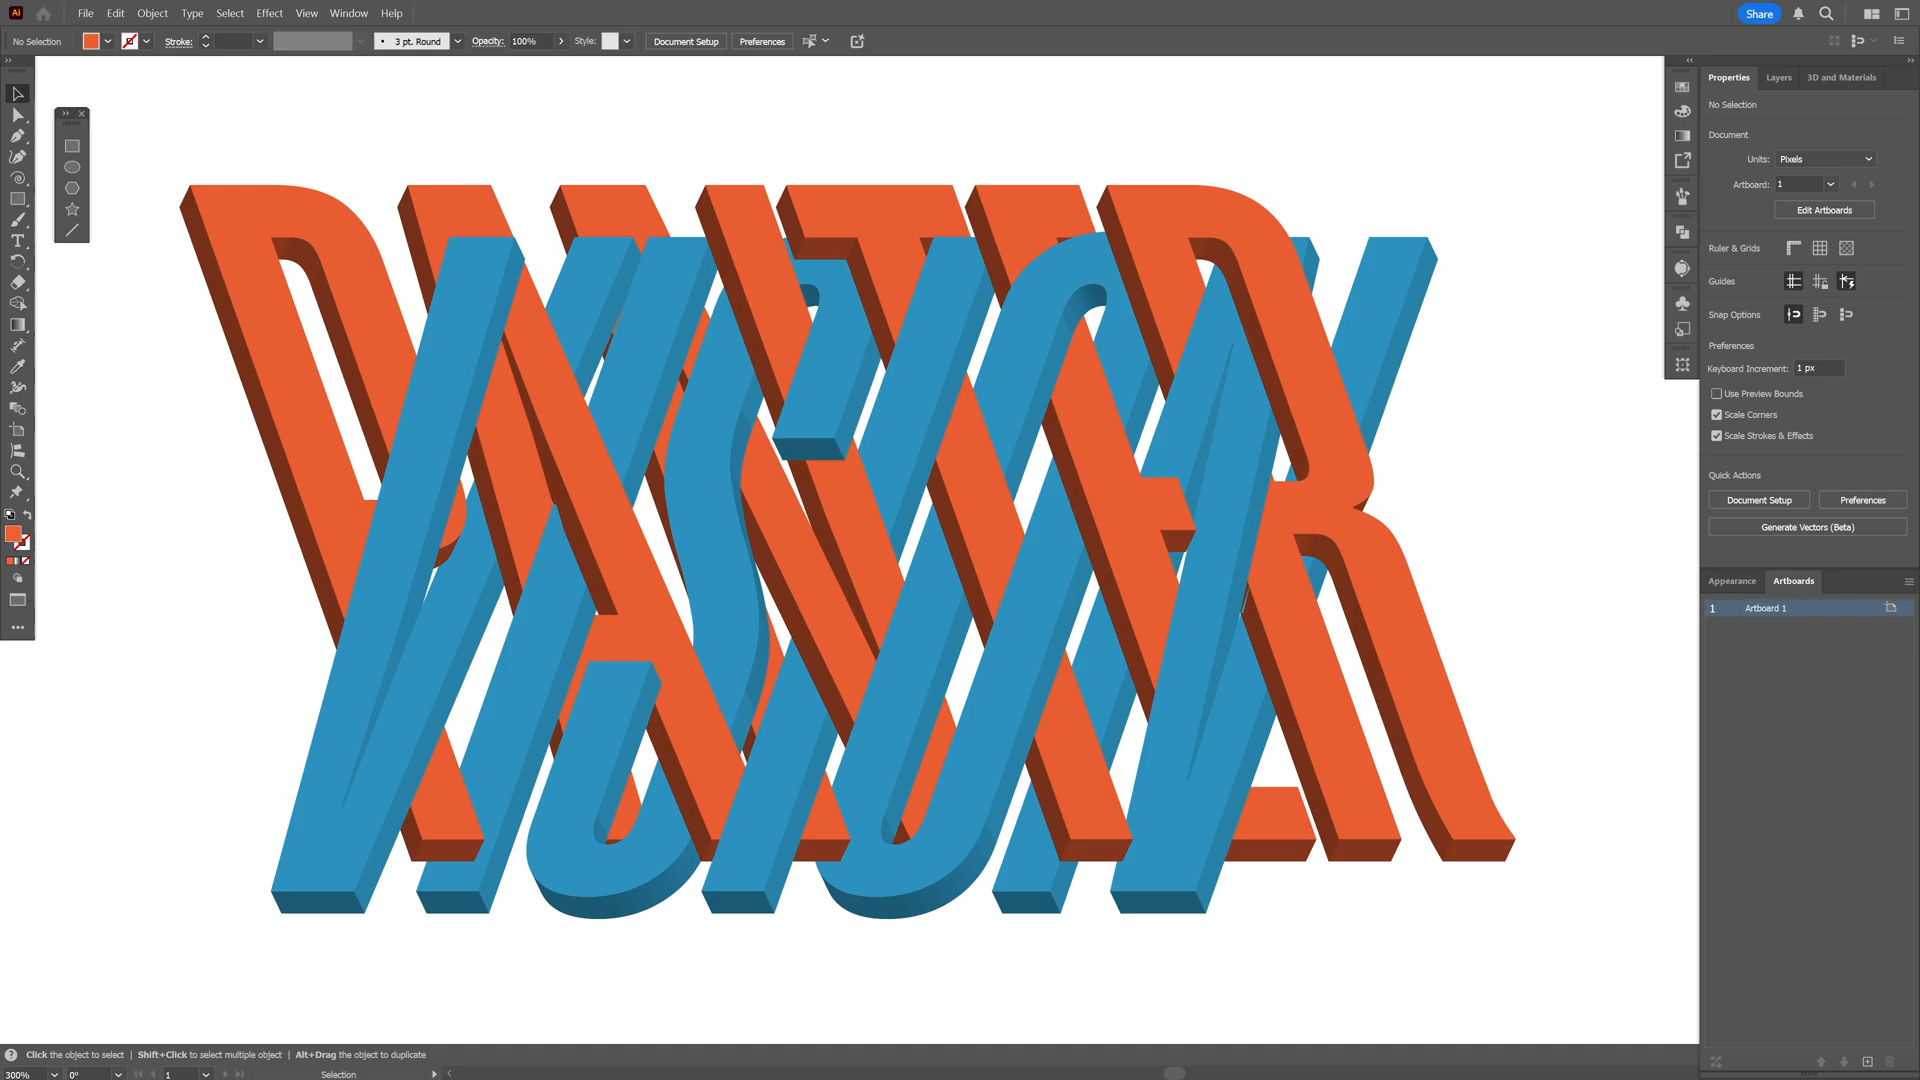 Ai File Edit Object Type Select Effect View Window Help Share
No Selection Stroke: 3 pt. Round Opacity: 100% Style: Document Setup Preferences
Properties Layers 3D and Materials
No Selection
Document
Units: Pixels
Artboard: 1
Edit Artboards
Ruler & Grids
Guides
Snap Options
Preferences
Keyboard Increment: 1 px
Use Preview Bounds
Scale Corners
Scale Strokes & Effects
Quick Actions
Document Setup Preferences
Generate Vectors (Beta)
Appearance Artboards
1 Artboard 1
PANTER
VISION
Click the object to select | Shift+Click to select multiple object | Alt+Drag the object to duplicate
300% 0° 1 Selection